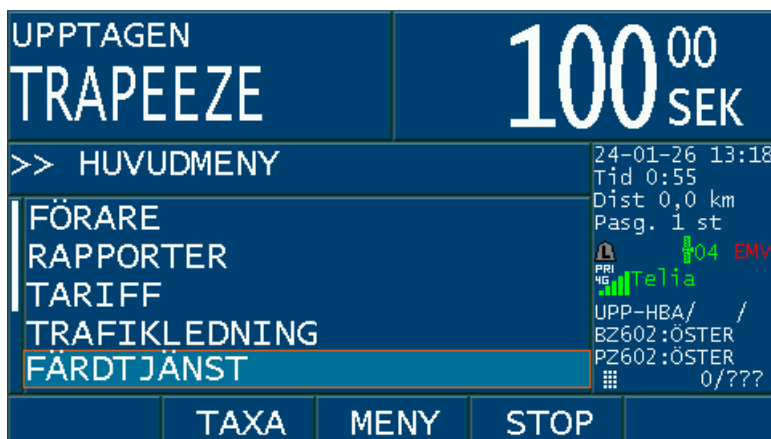 UPPTAGEN
TRAPEEZE
100 00
SEK
>> HUVUDMENY
FÖRARE
RAPPORTER
TARIFF
TRAFIKLEDNING
FÄRDTJÄNST
24-01-26 13:18
Tid 0:55
Dist 0,0 km
Pasg. 1 st
04 EMV
PRI
4G Telia
UPP-HBA/ /
BZ602:ÖSTER
PZ602:ÖSTER
0/???
TAXA MENY STOP